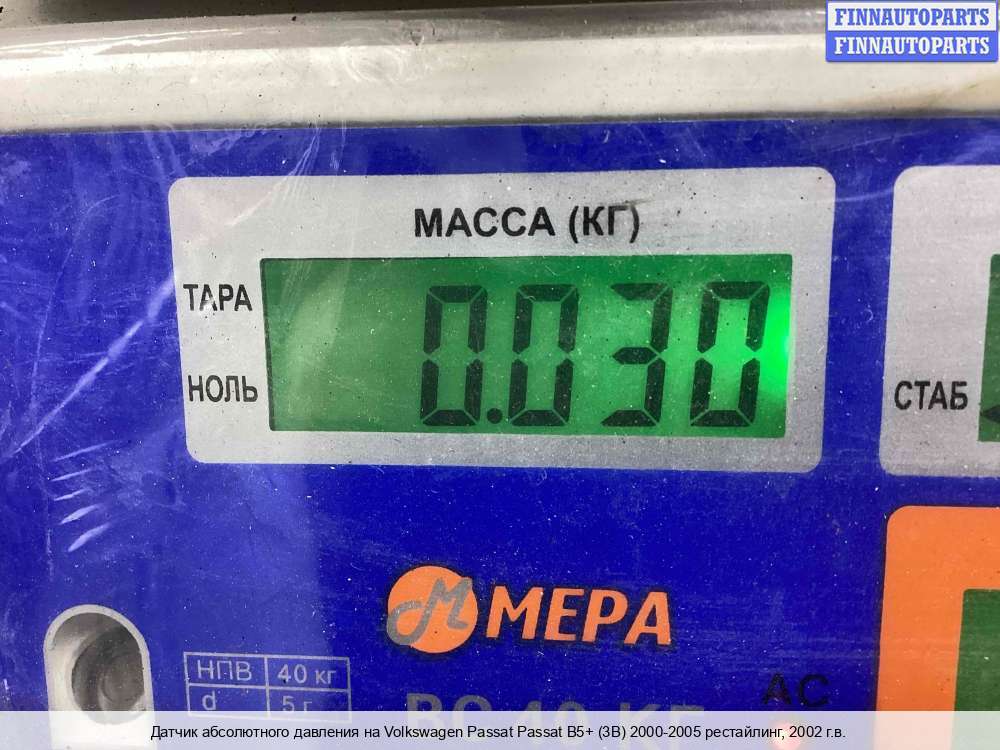 FINNAUTOPARTS
FINNAUTOPARTS
МАССА (КГ)
ТАРА
0.030
НОЛЬ
СТАБ
М МЕРА
НПВ 40 кг
d 5 г
АС
Датчик абсолютного давления на Volkswagen Passat Passat B5+ (3B) 2000-2005 рестайлинг, 2002 г.в.